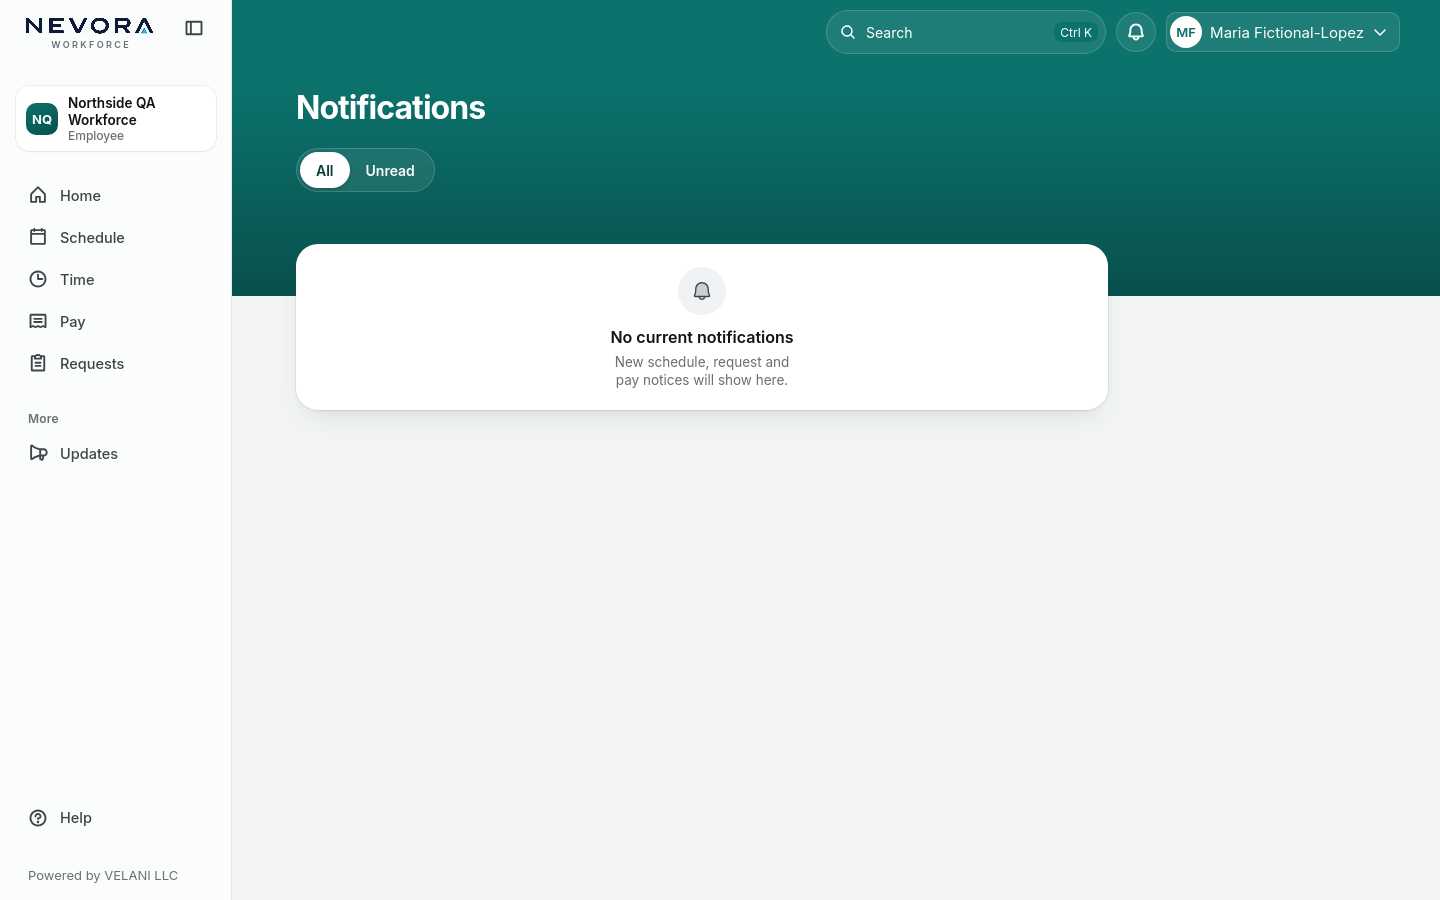 NEVORA
WORKFORCE
NQ
Northside QA
Workforce
Employee
Home
Schedule
Time
Pay
Requests
More
Updates
Help
Powered by VELANI LLC
Search
Ctrl K
MF
Maria Fictional-Lopez
Notifications
All
Unread
No current notifications
New schedule, request and
pay notices will show here.